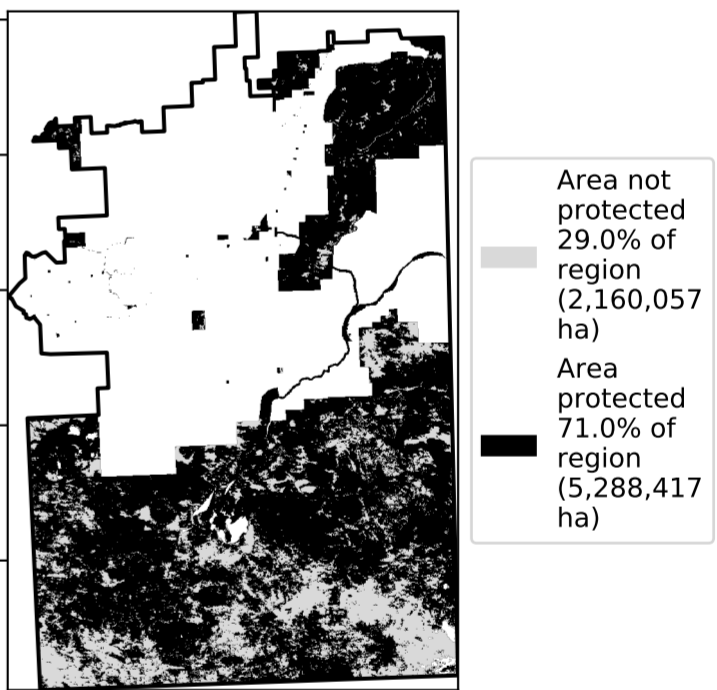 Area not
protected
29.0% of
region
(2,160,057
ha)
Area
protected
71.0% of
region
(5,288,417
ha)